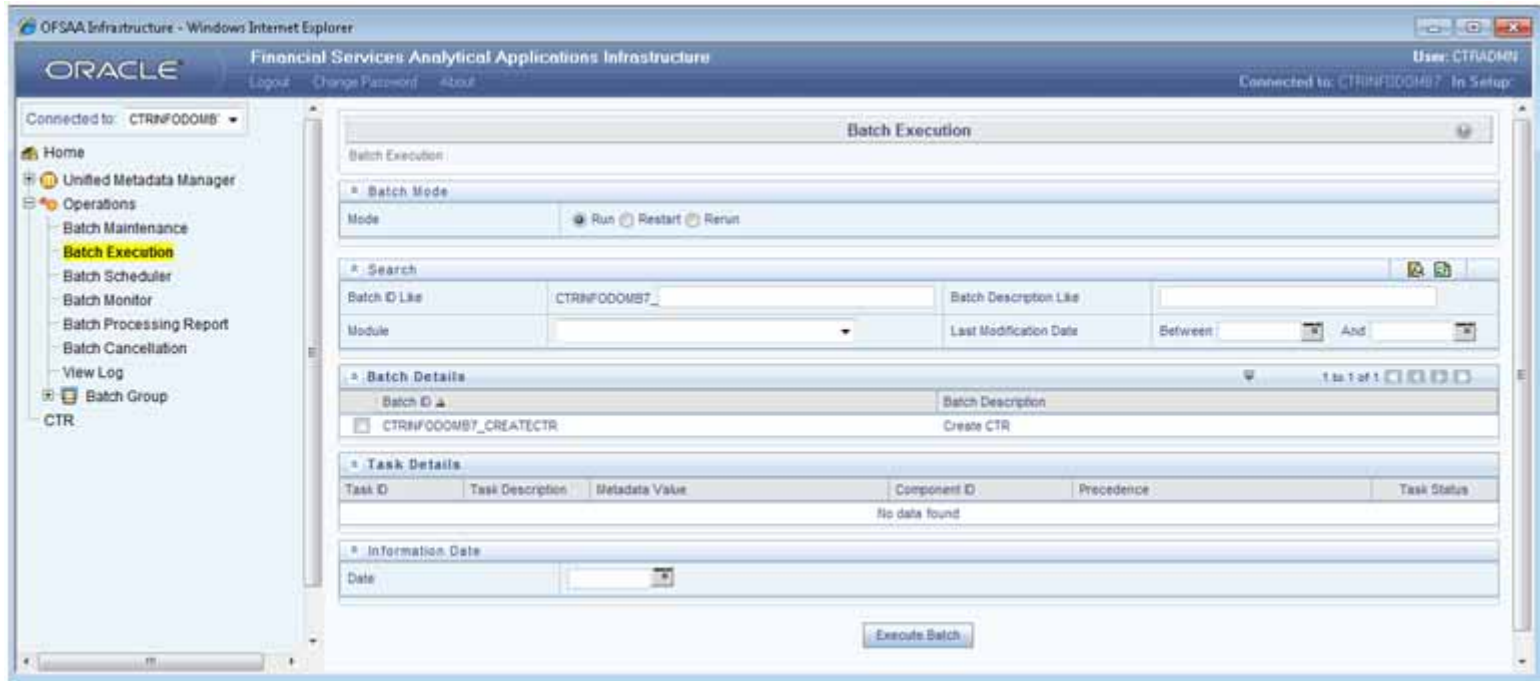 OFSAA Infrastructure - Windows Internet Explorer
ORACLE
Financial Services Analytical Applications Infrastructure
User: CTRADMN
Logout Change Password About
Connected to: CTRINFODOMB7 In Setup:
Connected to: CTRINFODOMB
Home
Unified Metadata Manager
Operations
Batch Maintenance
Batch Execution
Batch Scheduler
Batch Monitor
Batch Processing Report
Batch Cancellation
View Log
Batch Group
CTR
Batch Execution
Batch Execution
Batch Mode
Mode Run Restart Rerun
Search
Batch ID Like CTRINFODOMB7_ Batch Description Like
Module Last Modification Date Between And
Batch Details 1 to 1 of 1
Batch ID Batch Description
CTRINFODOMB7_CREATECTR Create CTR
Task Details
Task ID Task Description Metadata Value Component ID Precedence Task Status
No data found
Information Date
Date
Execute Batch